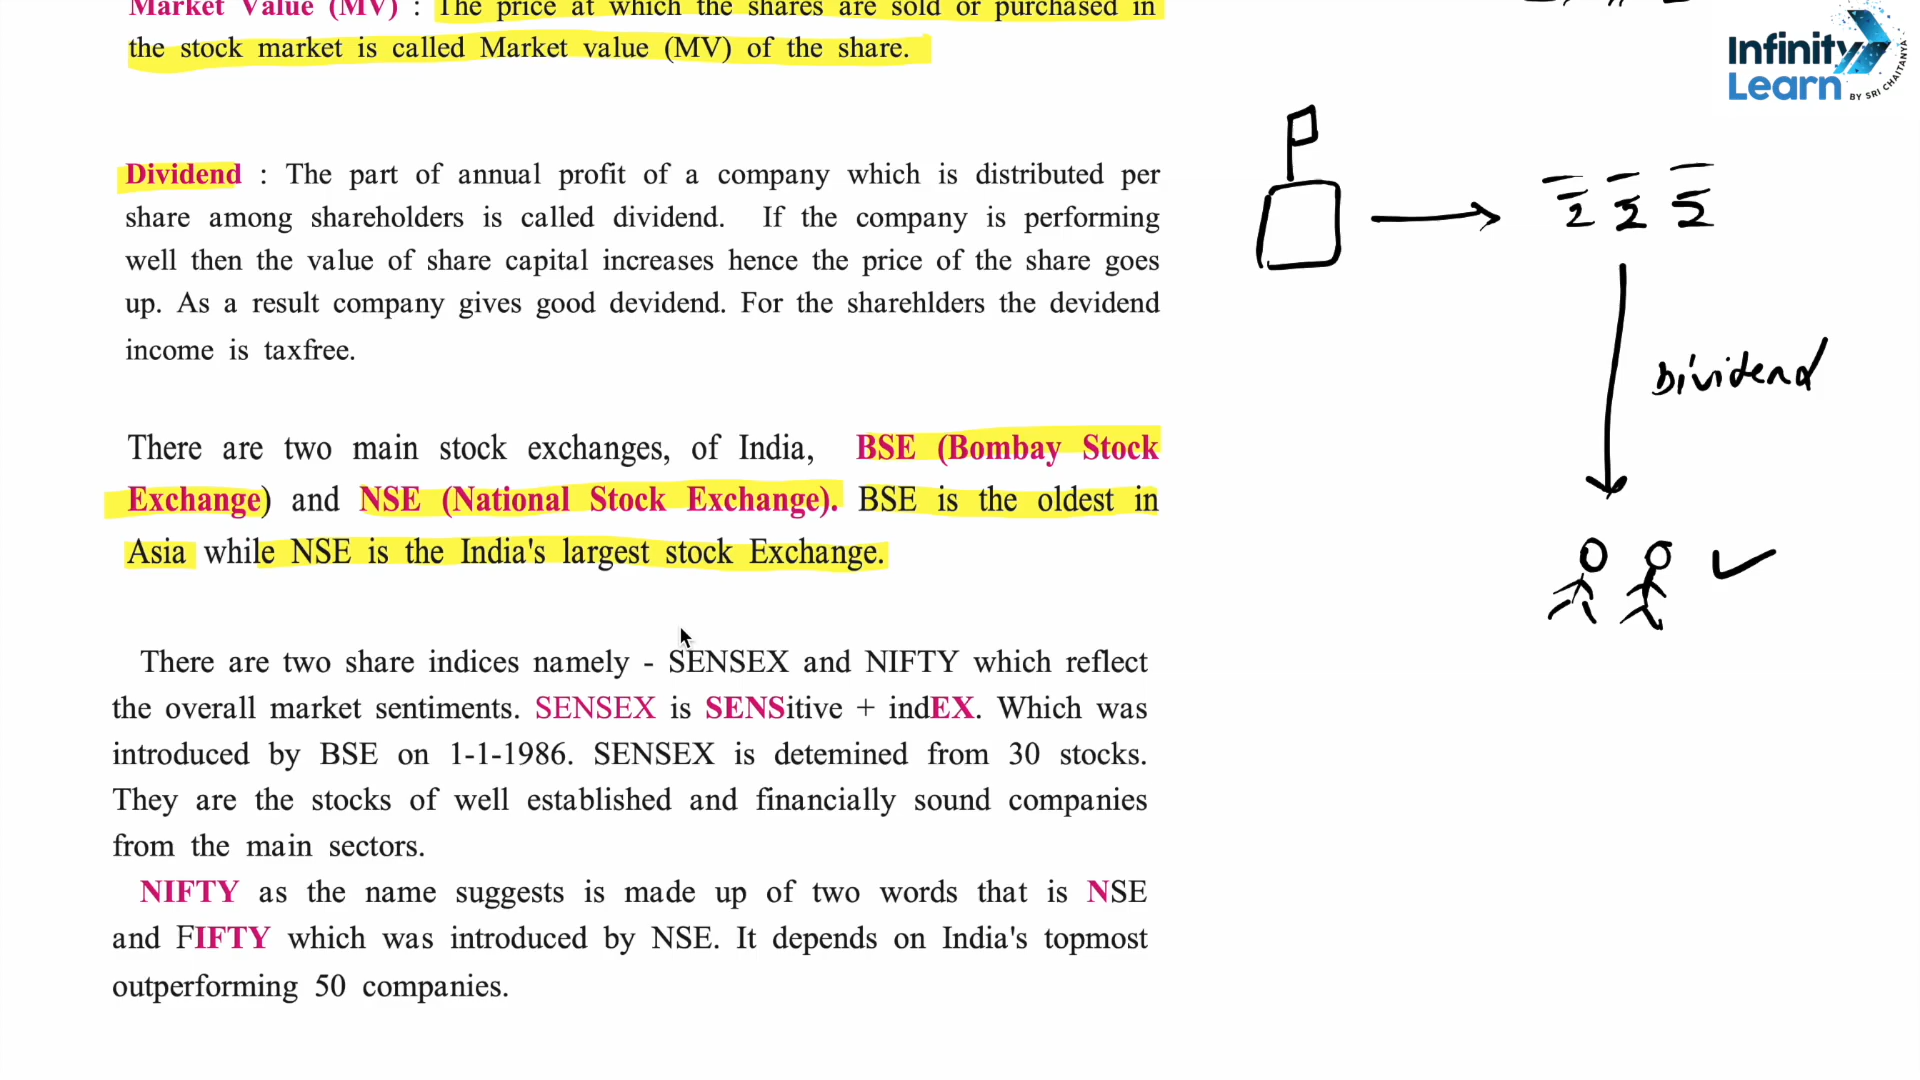 Market Value (MV) : The price at which the shares are sold or purchased in
the stock market is called Market value (MV) of the share.
Infinity
Learn
BY SRI CHAITANYA
Dividend : The part of annual profit of a company which is distributed per
share among shareholders is called dividend. If the company is performing
well then the value of share capital increases hence the price of the share goes
up. As a result company gives good devidend. For the sharehlders the devidend
income is taxfree.
Dividend
There are two main stock exchanges, of India, BSE (Bombay Stock
Exchange) and NSE (National Stock Exchange). BSE is the oldest in
Asia while NSE is the India's largest stock Exchange.
There are two share indices namely - SENSEX and NIFTY which reflect
the overall market sentiments. SENSEX is SENSitive + indEX. Which was
introduced by BSE on 1-1-1986. SENSEX is detemined from 30 stocks.
They are the stocks of well established and financially sound companies
from the main sectors.
NIFTY as the name suggests is made up of two words that is NSE
and FIFTY which was introduced by NSE. It depends on India's topmost
outperforming 50 companies.